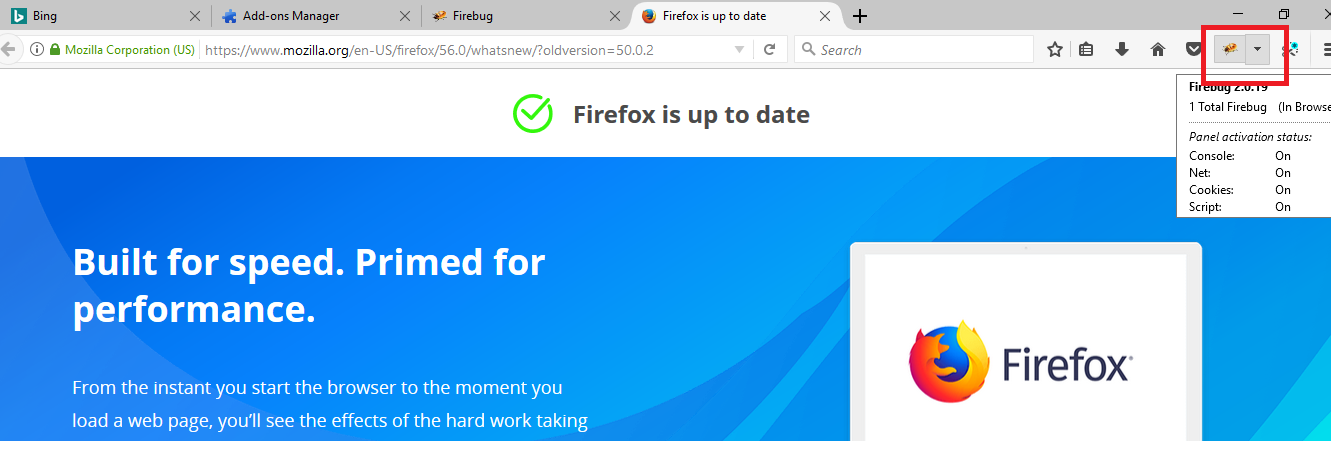 Bing
Add-ons Manager
Firebug
Firefox is up to date
Mozilla Corporation (US)
https://www.mozilla.org/en-US/firefox/56.0/whatsnew/?oldversion=50.0.2
Search
Firefox is up to date
Firebug 2.0.19
1 Total Firebug (In Browse
Panel activation status:
Console: On
Net: On
Cookies: On
Script: On
Built for speed. Primed for
performance.
From the instant you start the browser to the moment you
load a web page, you’ll see the effects of the hard work taking
Firefox